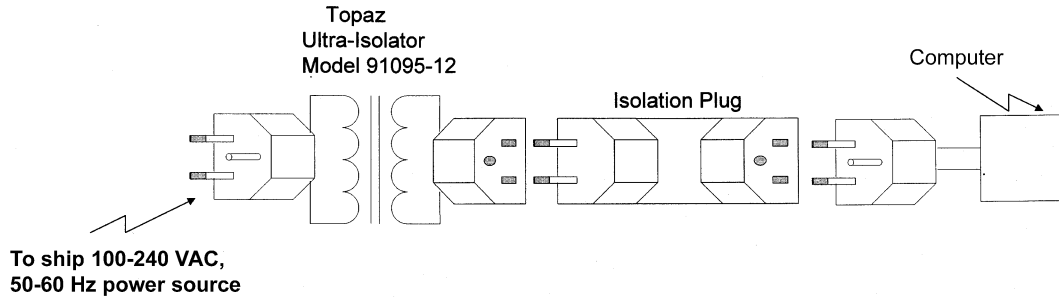 Topaz
Ultra-Isolator
Model 91095-12
Computer
Isolation Plug
To ship 100-240 VAC,
50-60 Hz power source